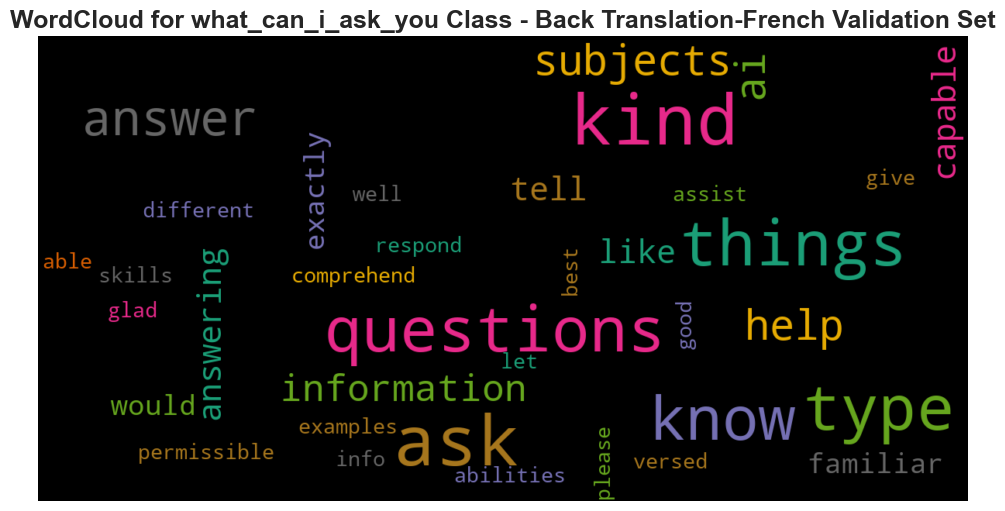 WordCloud for what_can_i_ask_you Class - Back Translation-French Validation Set
subjects
ai
capable
kind
answer
exactly
tell
give
assist
well
different
respond
like
things
able
skills
answering
comprehend
best
glad
questions
good
help
let
information
would
type
know
ask
examples
permissible
info
abilities
please
versed
familiar